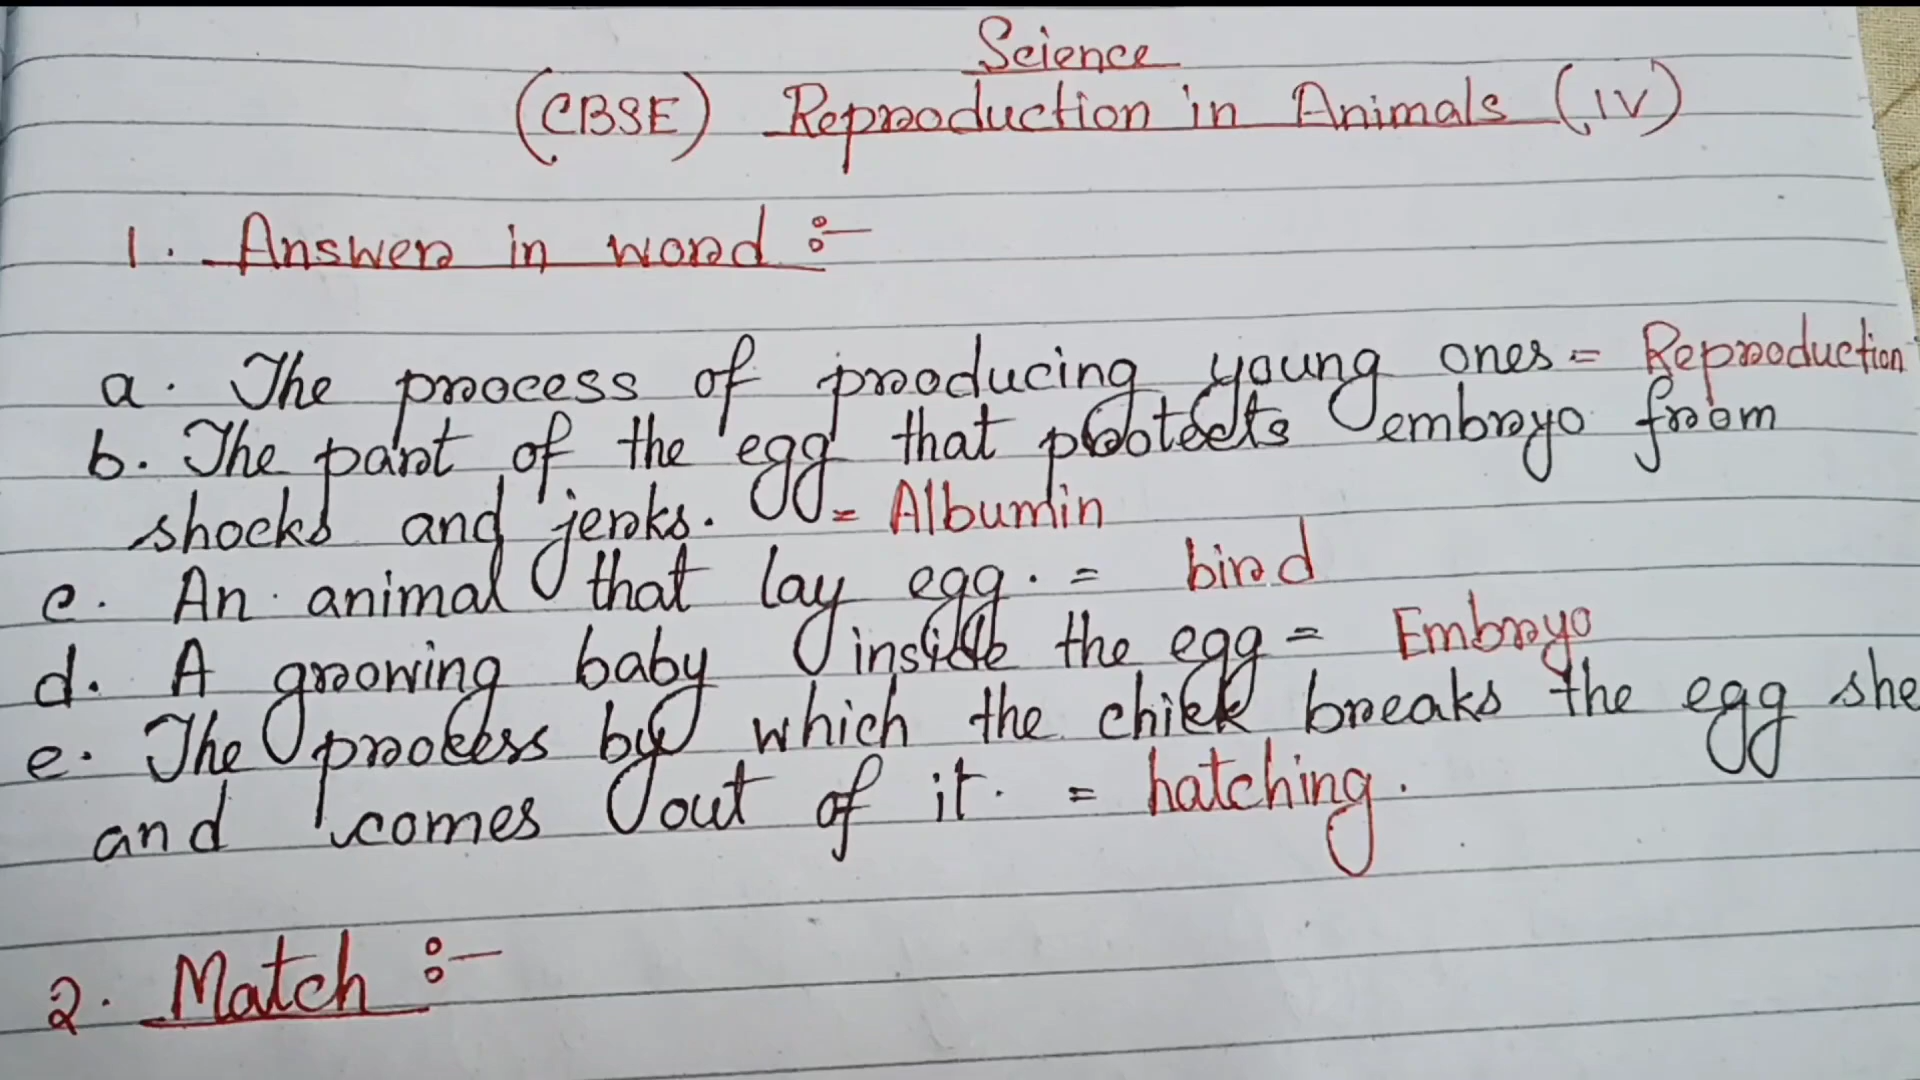 Science
(CBSE) Reproduction in Animals (IV)
1. Answer in word :-
a. The process of producing young ones = Reproduction
b. The part of the egg that protects embryo from
shocks and jerks. = Albumin
c. An animal that lay egg. = bird
d. A growing baby inside the egg = Embryo
e. The process by which the chick breaks the egg she
and comes out of it. = hatching.
2. Match :-